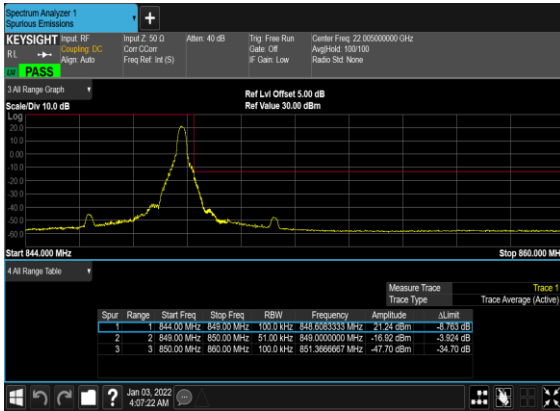 Spectrum Analyzer 1
Spurious Emissions
KEYSIGHT
Input: RF
Coupling: DC
Align: Auto
Input Z: 50 Ω
Corr CCorr
Freq Ref: Int (S)
Atten: 40 dB
Trig: Free Run
Gate: Off
IF Gain: Low
Center Freq: 22.005000000 GHz
Avg|Hold: 100/100
Radio Std: None
RL
PASS
3 All Range Graph
Scale/Div 10.0 dB
Ref Lvl Offset 5.00 dB
Ref Value 30.00 dBm
Log
20.0
10.0
0.00
-10.0
-20.0
-30.0
-40.0
-50.0
-60.0
Start 844.000 MHz
Stop 860.000 MH
4 All Range Table
Measure Trace Trace 1
Trace Type Trace Average (Active)
Spur Range Start Freq Stop Freq RBW Frequency Amplitude ΔLimit
1 1 844.00 MHz 849.00 MHz 100.0 kHz 848.6083333 MHz 21.24 dBm -8.763 dB
2 2 849.00 MHz 850.00 MHz 51.00 kHz 849.0000000 MHz -16.92 dBm -3.924 dB
3 3 850.00 MHz 860.00 MHz 100.0 kHz 851.3666667 MHz -47.70 dBm -34.70 dB
?
Jan 03, 2022
4:07:22 AM